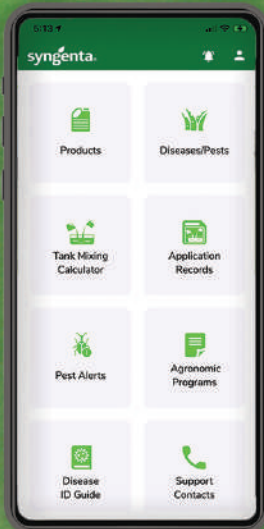 5:13
syngenta.
Products
Diseases/Pests
Tank Mixing
Calculator
Application
Records
Pest Alerts
Agronomic
Programs
Disease
ID Guide
Support
Contacts